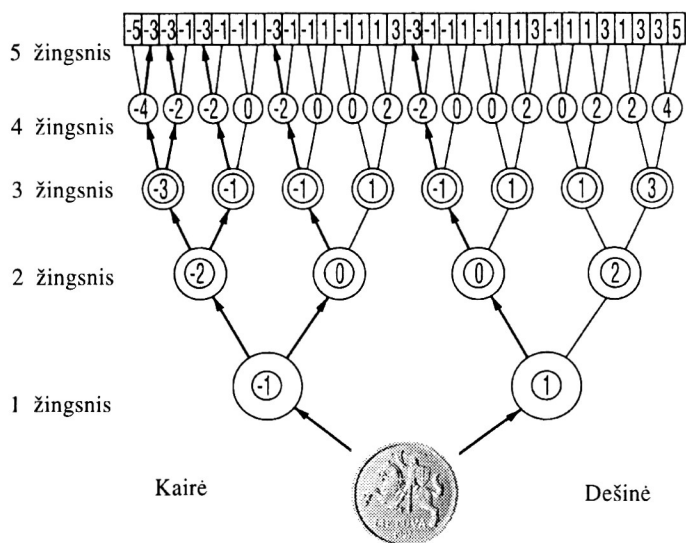 -5 -3 -3 -1 -3 -1 -1 1 -3 -1 -1 1 -1 1 1 3 -3 -1 -1 1 -1 1 1 3 -1 1 1 3 1 3 3 5
5 žingsnis
-4 -2 -2 0 -2 0 0 2 -2 0 0 2 0 2 2 4
4 žingsnis
3 žingsnis -3 -1 -1 1 -1 1 1 3
2 žingsnis -2 0 0 2
-1 1
1 žingsnis
Kairė Dešinė
LIETUVA